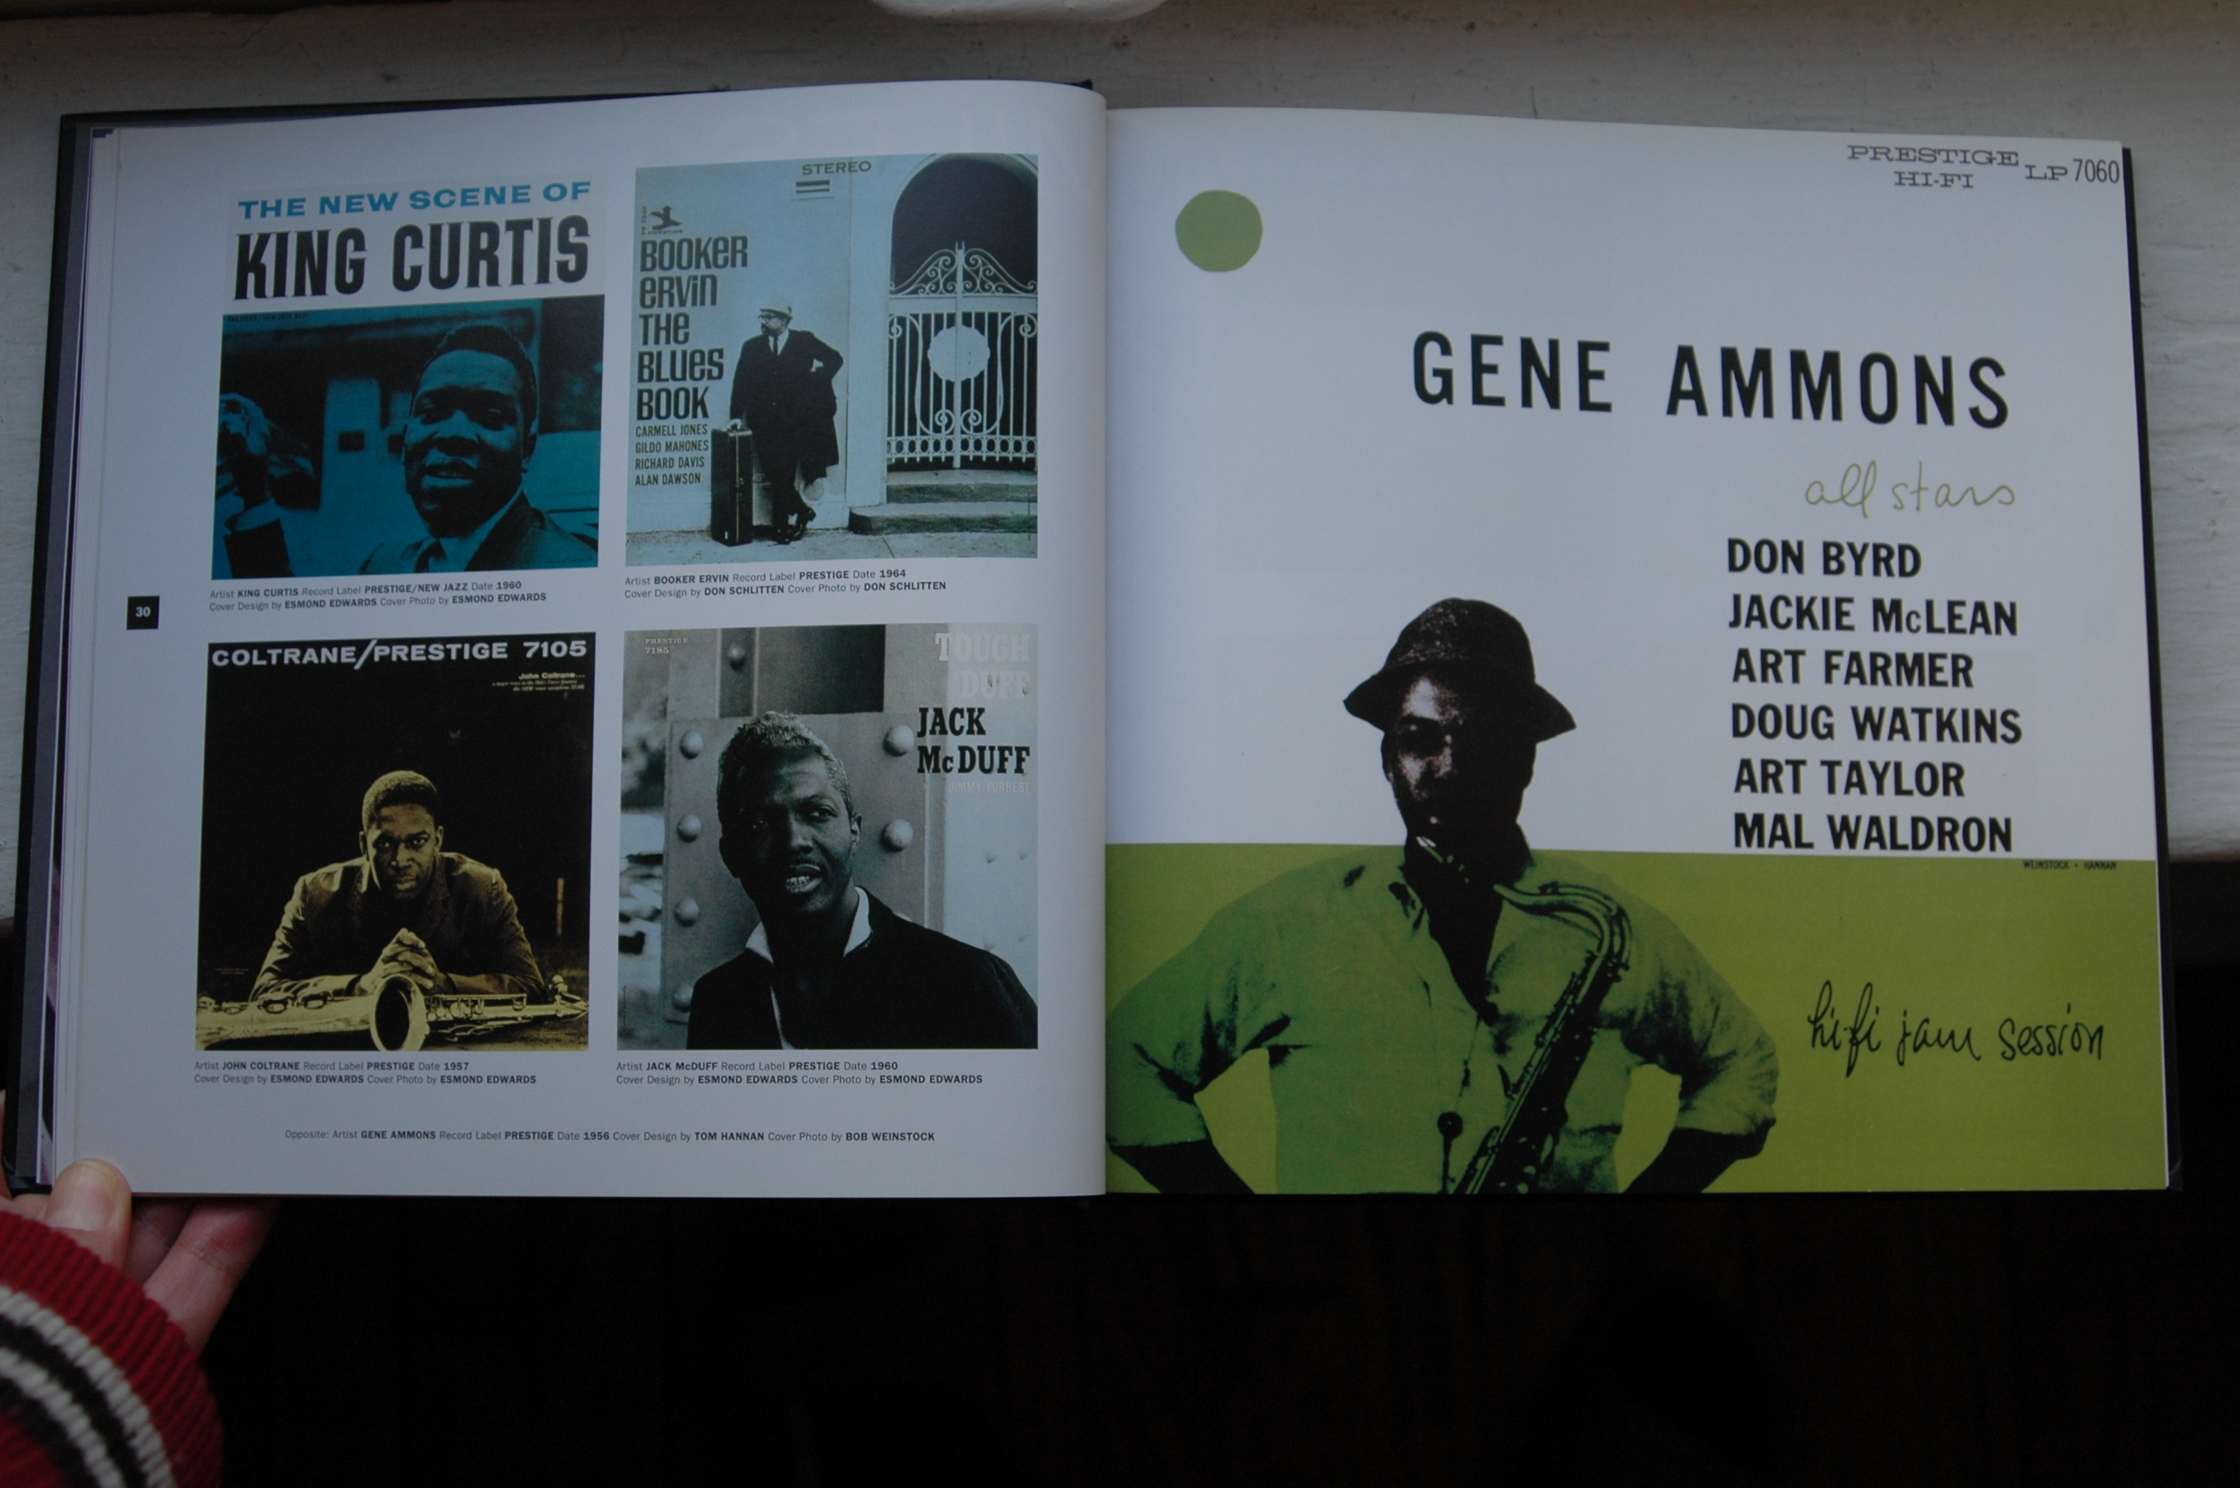 THE NEW SCENE OF
KING CURTIS
Artist KING CURTIS Record Label PRESTIGE/NEW JAZZ Date 1960
Cover Design by ESMOND EDWARDS Cover Photo by ESMOND EDWARDS
STEREO
BOOKER
ERVIN
THE
BLUES
BOOK
CARMELL JONES
GILDO MAHONES
RICHARD DAVIS
ALAN DAWSON
Artist BOOKER ERVIN Record Label PRESTIGE Date 1964
Cover Design by DON SCHLITTEN Cover Photo by DON SCHLITTEN
30
COLTRANE/PRESTIGE 7105
John Coltrane...
Artist JOHN COLTRANE Record Label PRESTIGE Date 1957
Cover Design by ESMOND EDWARDS Cover Photo by ESMOND EDWARDS
PRESTIGE
7185
TOUGH
DUFF
JACK
McDUFF
JIMMY FORREST
Artist JACK McDUFF Record Label PRESTIGE Date 1960
Cover Design by ESMOND EDWARDS Cover Photo by ESMOND EDWARDS
Opposite: Artist GENE AMMONS Record Label PRESTIGE Date 1956 Cover Design by TOM HANNAN Cover Photo by BOB WEINSTOCK
PRESTIGE LP 7060
HI-FI
GENE AMMONS
all stars
DON BYRD
JACKIE McLEAN
ART FARMER
DOUG WATKINS
ART TAYLOR
MAL WALDRON
WEINSTOCK - HANNAN
hi-fi jam session